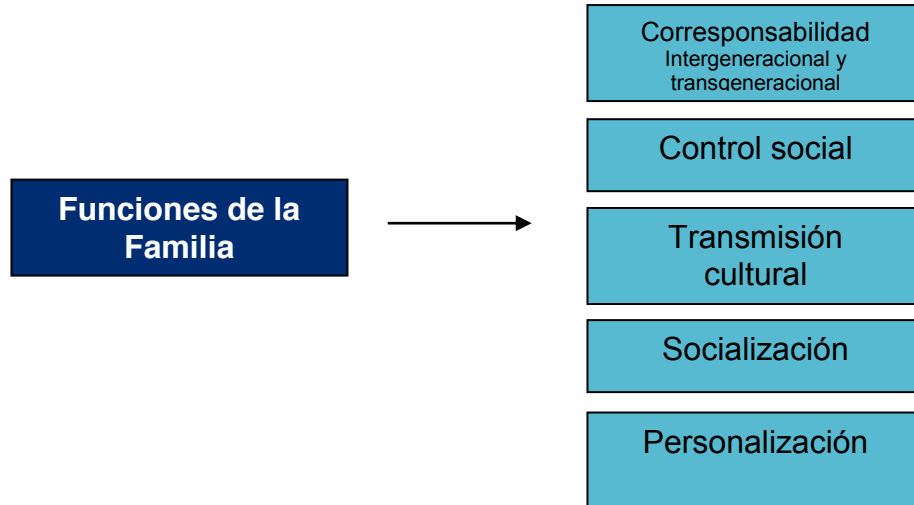 Corresponsabilidad
Intergeneracional y
transgeneracional
Control social
Funciones de la
Familia
Transmisión
cultural
Socialización
Personalización